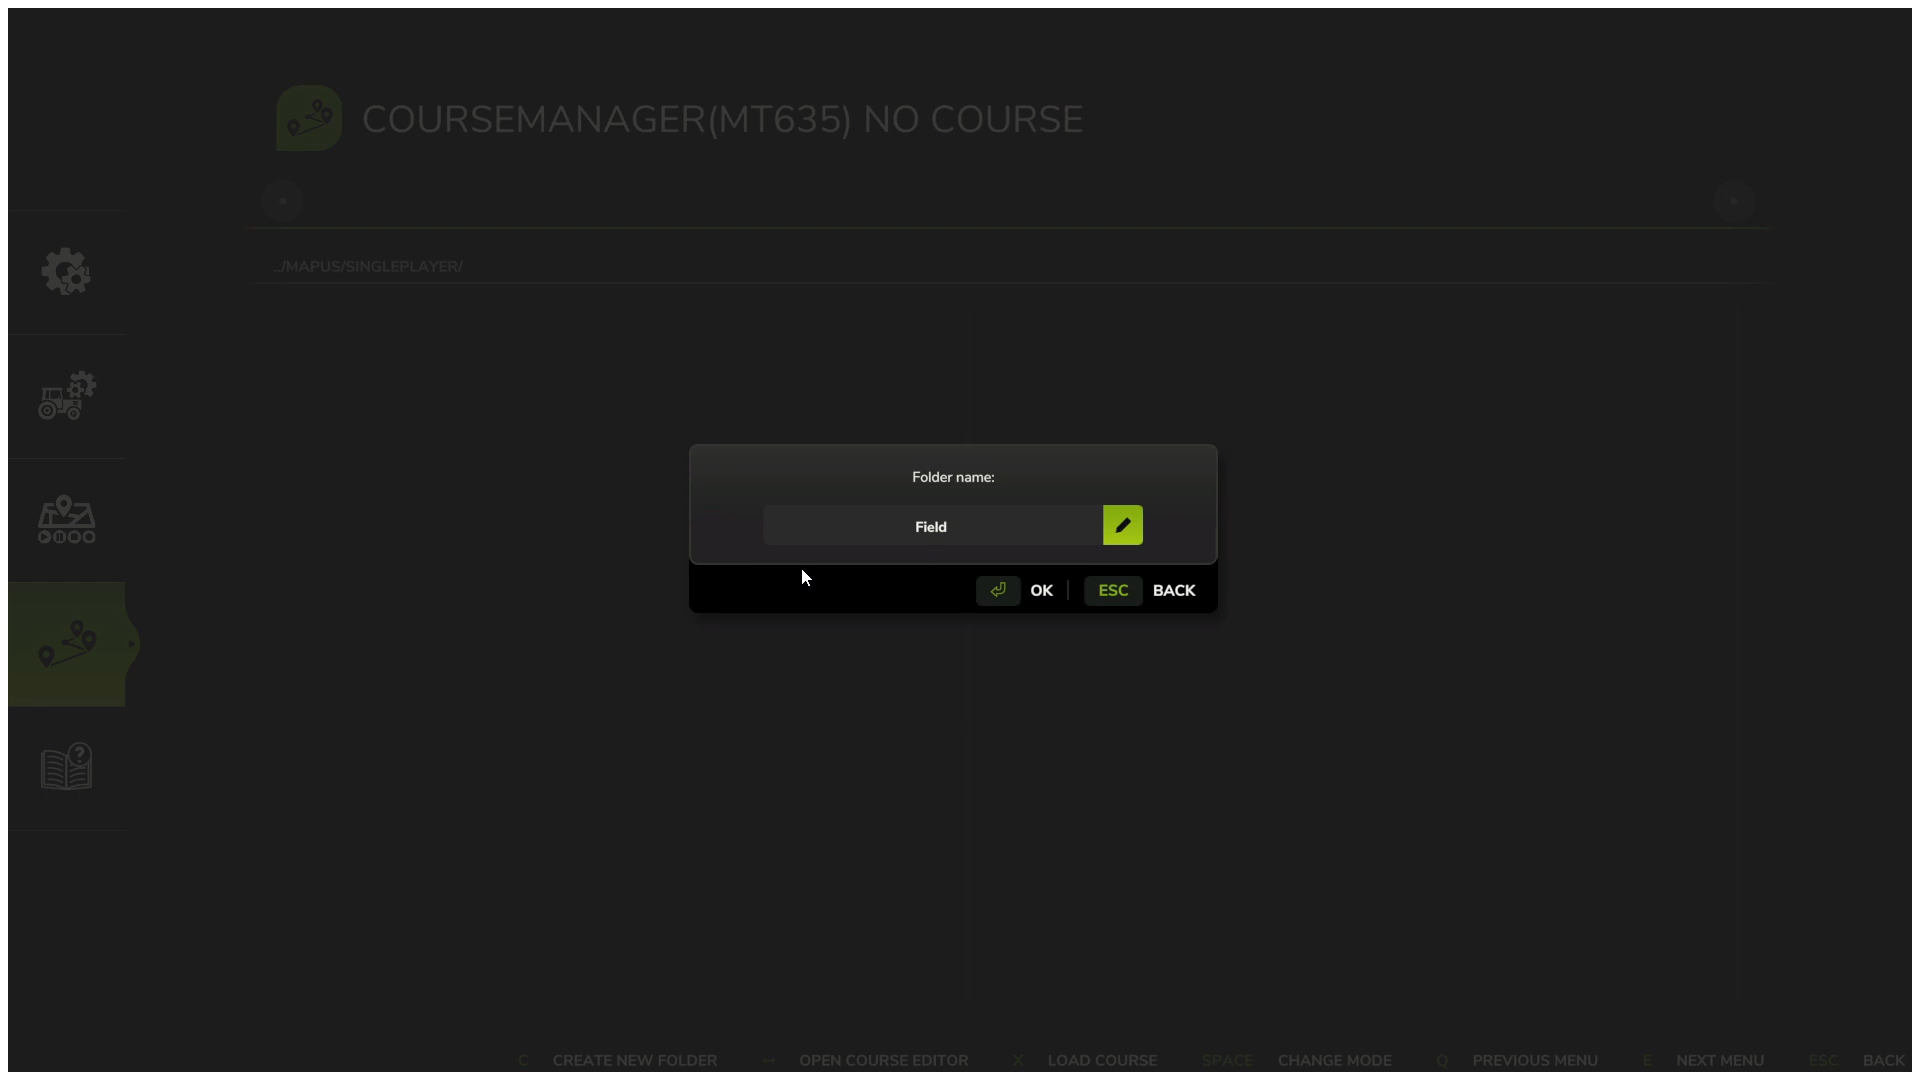 COURSEMANAGER(MT635) NO COURSE
../MAPUS/SINGLEPLAYER/
Folder name:
Field
OK | ESC BACK
C CREATE NEW FOLDER ↔ OPEN COURSE EDITOR X LOAD COURSE SPACE CHANGE MODE Q PREVIOUS MENU E NEXT MENU ESC BACK